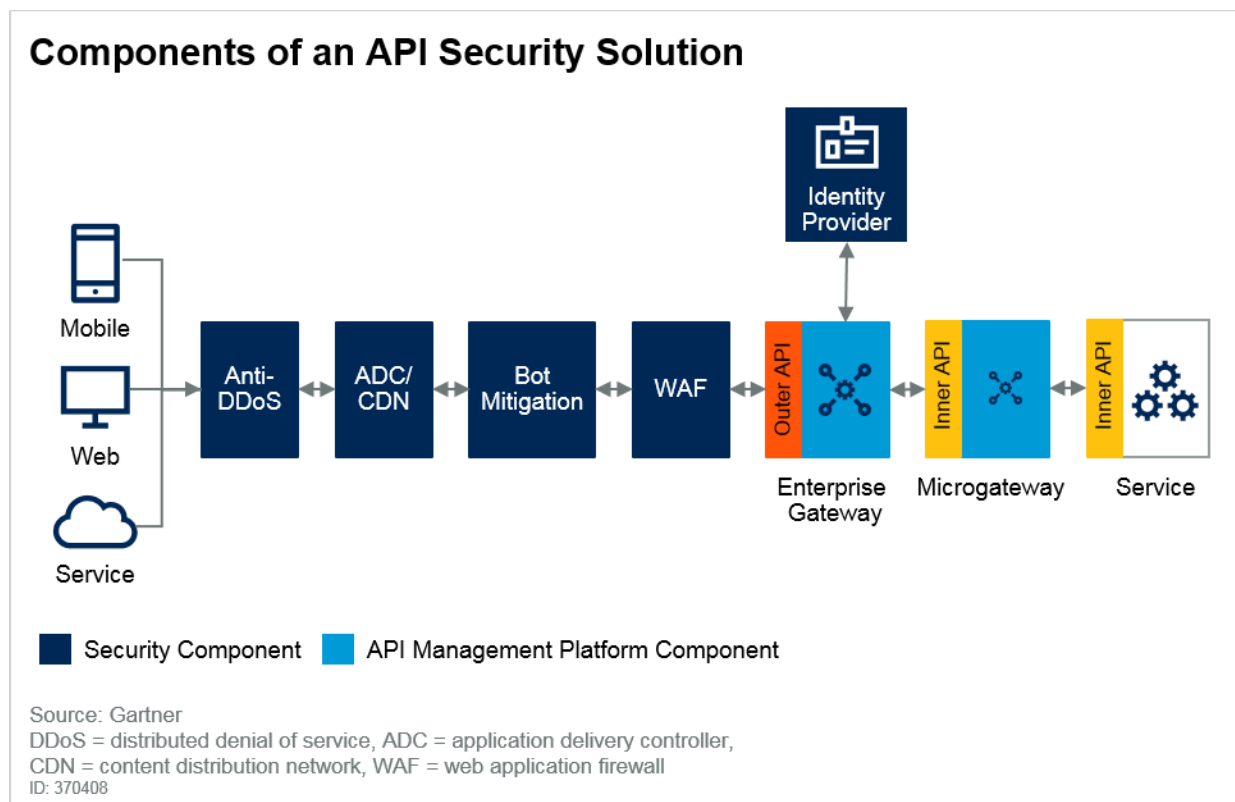 Components of an API Security Solution
Identity
Provider
Mobile
Web
Service
Anti-
DDoS
ADC/
CDN
Bot
Mitigation
WAF
Outer API
Enterprise
Gateway
Inner API
Microgateway
Inner API
Service
Security Component
API Management Platform Component
Source: Gartner
DDoS = distributed denial of service, ADC = application delivery controller,
CDN = content distribution network, WAF = web application firewall
ID: 370408